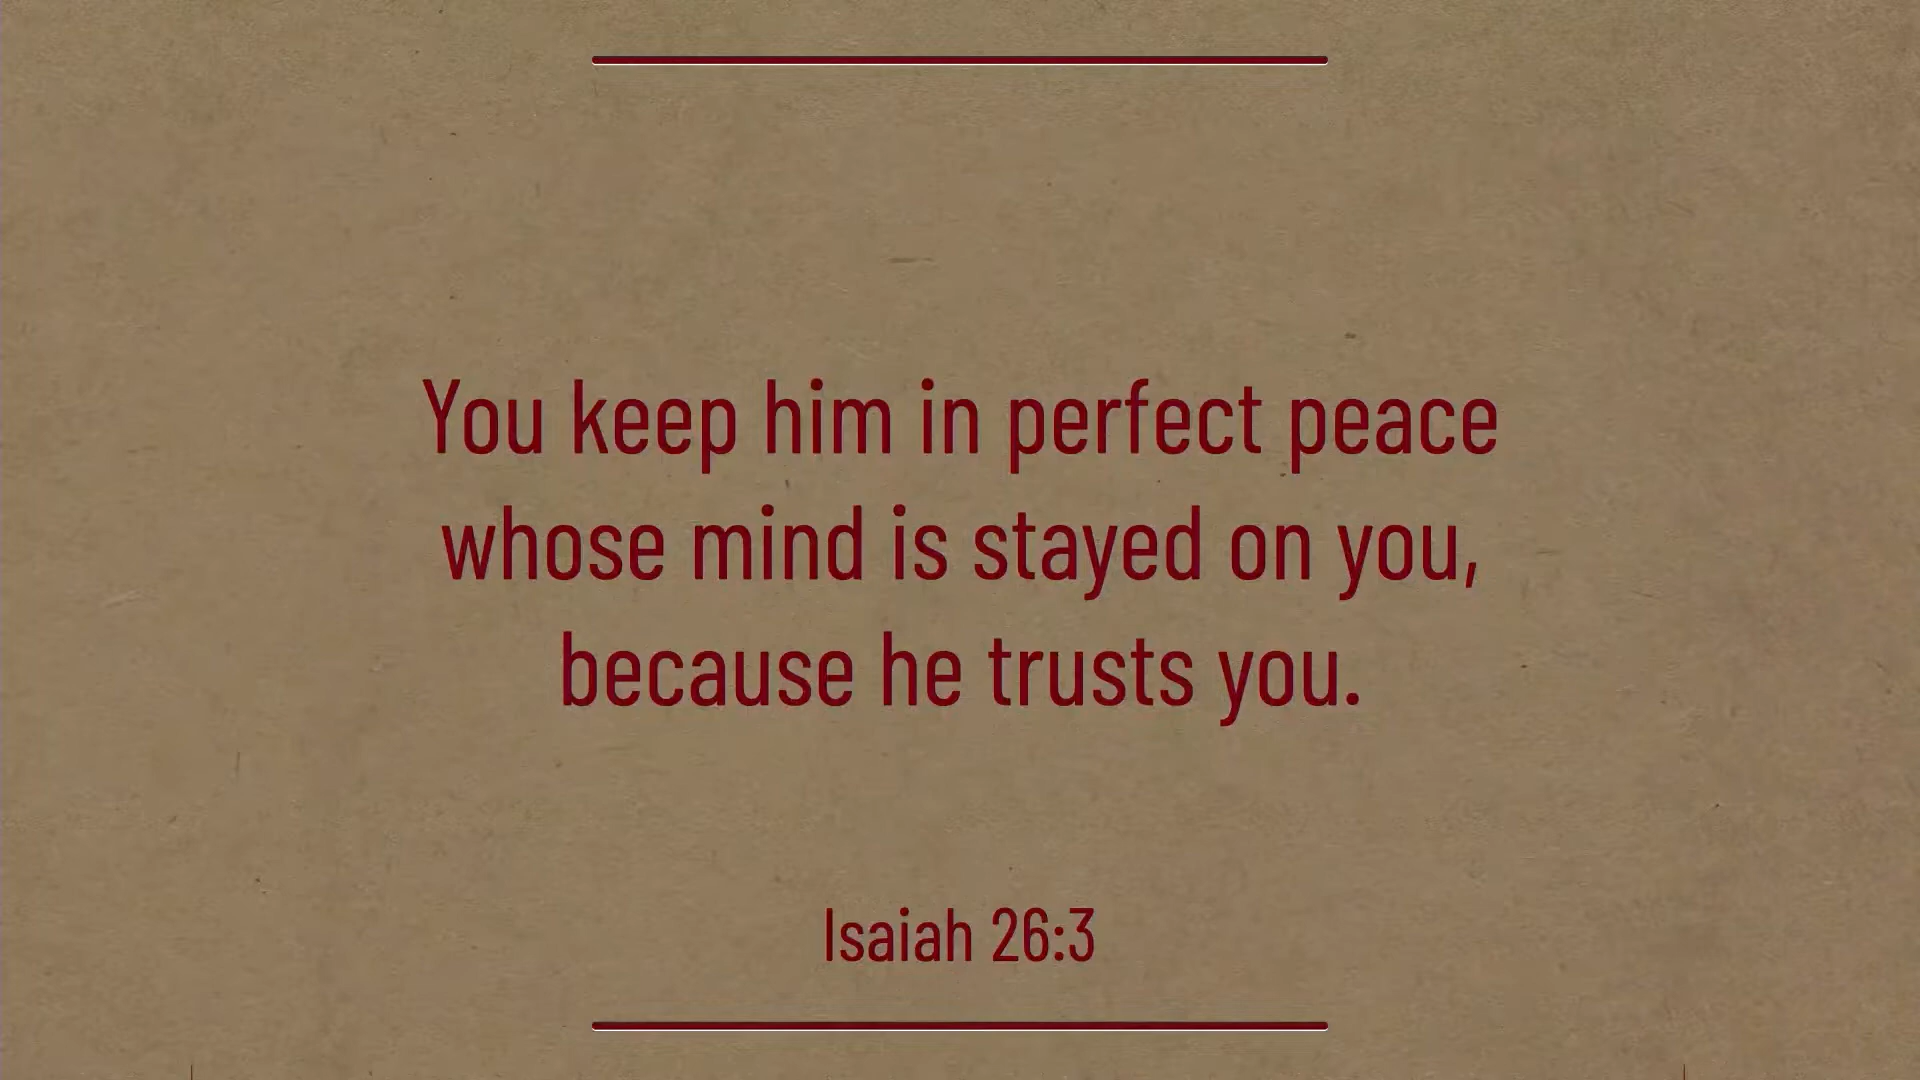 You keep him in perfect peace
whose mind is stayed on you,
because he trusts you.
Isaiah 26:3